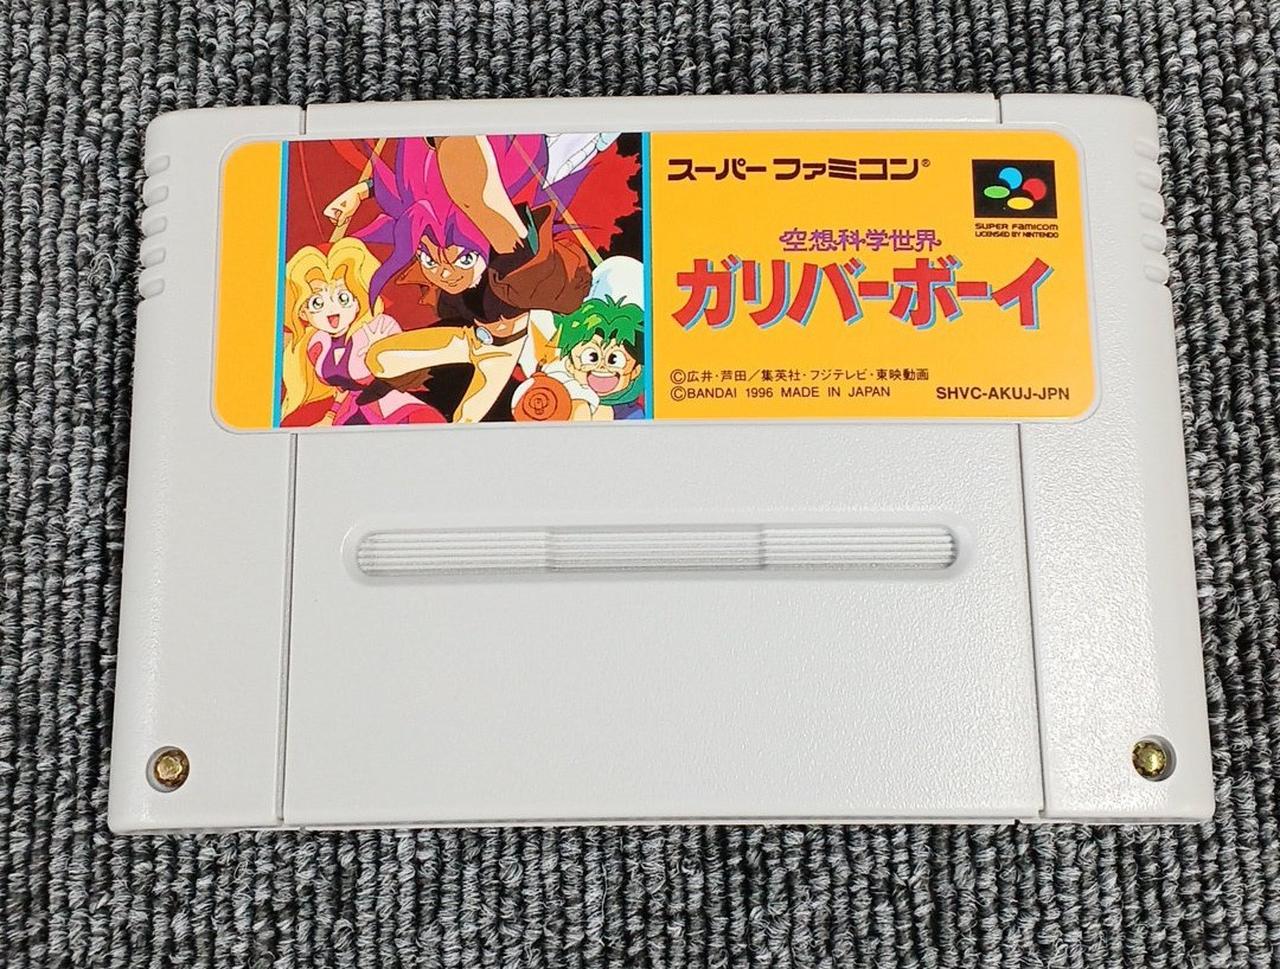 スーパーファミコン®
SUPER FAMICOM
LICENSED BY NINTENDO
空想科学世界
ガリバーボーイ
©広井・芦田／集英社・フジテレビ・東映動画
©BANDAI 1996 MADE IN JAPAN
SHVC-AKUJ-JPN